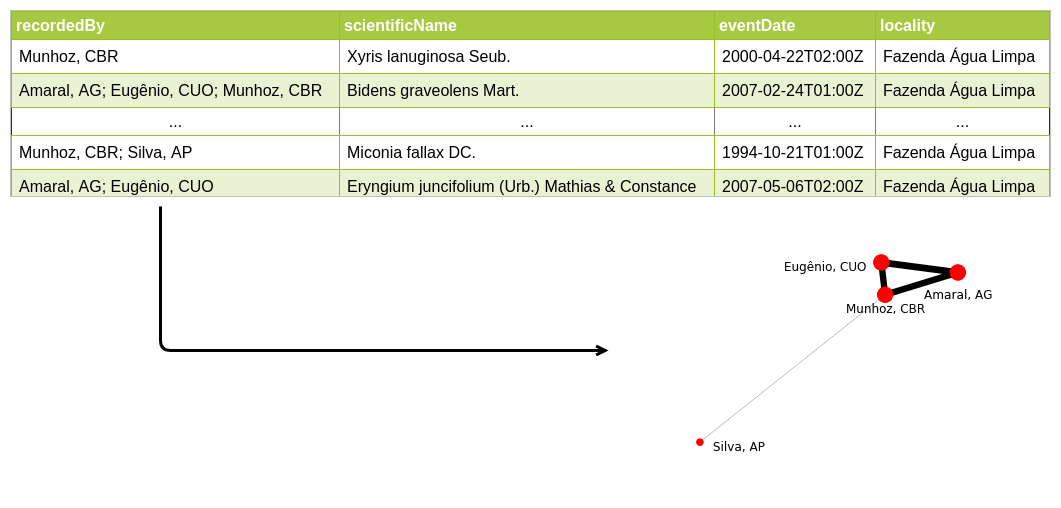 recordedBy scientificName eventDate locality
Munhoz, CBR Xyris lanuginosa Seub. 2000-04-22T02:00Z Fazenda Água Limpa
Amaral, AG; Eugênio, CUO; Munhoz, CBR Bidens graveolens Mart. 2007-02-24T01:00Z Fazenda Água Limpa
... ... ... ...
Munhoz, CBR; Silva, AP Miconia fallax DC. 1994-10-21T01:00Z Fazenda Água Limpa
Amaral, AG; Eugênio, CUO Eryngium juncifolium (Urb.) Mathias & Constance 2007-05-06T02:00Z Fazenda Água Limpa
Eugênio, CUO
Amaral, AG
Munhoz, CBR
Silva, AP